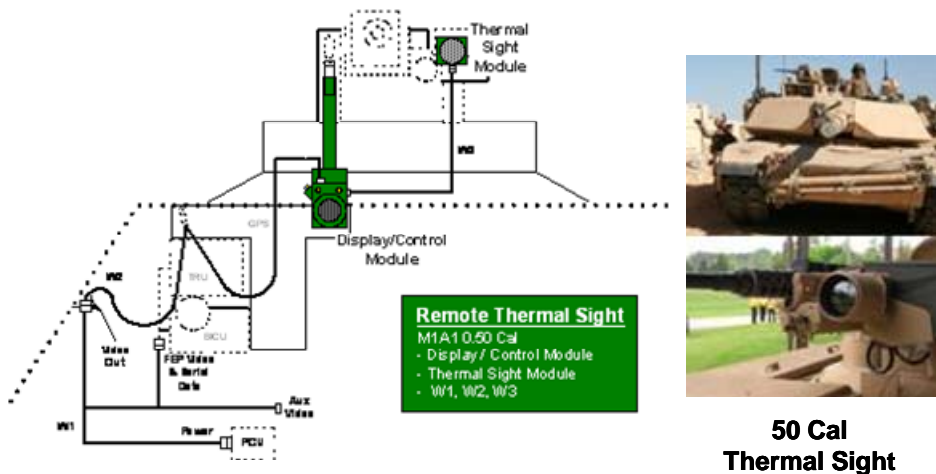 Thermal
Sight
Module
W3
GPS
Display/Control
Module
W2
TRU
Video
Out
FEP Video
& Serial
Data
Aux
Video
W1
Power
PCU
Remote Thermal Sight
M1A1 0.50 Cal
- Display / Control Module
- Thermal Sight Module
- W1, W2, W3
50 Cal
Thermal Sight